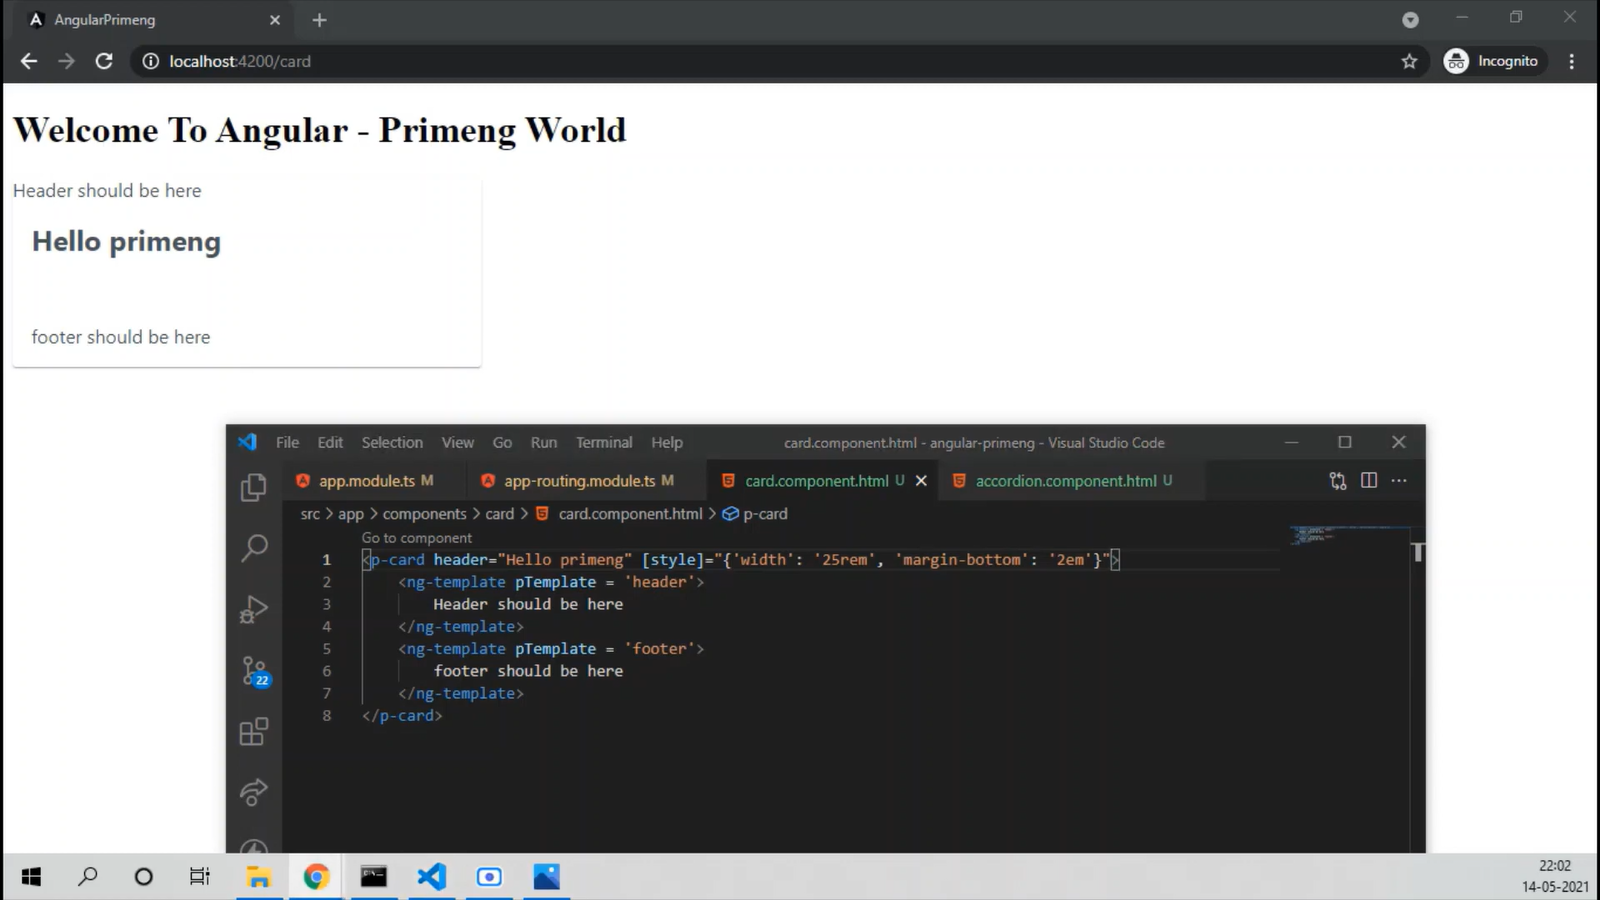 AngularPrimeng
localhost:4200/card
Incognito
Welcome To Angular - Primeng World
Header should be here
Hello primeng
footer should be here
File Edit Selection View Go Run Terminal Help card.component.html - angular-primeng - Visual Studio Code
app.module.ts M app-routing.module.ts M card.component.html U accordion.component.html U
src > app > components > card > card.component.html > p-card
Go to component
1 <p-card header="Hello primeng" [style]="{'width': '25rem', 'margin-bottom': '2em'}">
2 <ng-template pTemplate = 'header'>
3 Header should be here
4 </ng-template>
5 <ng-template pTemplate = 'footer'>
6 footer should be here
7 </ng-template>
8 </p-card>
22
T
22:02
14-05-2021